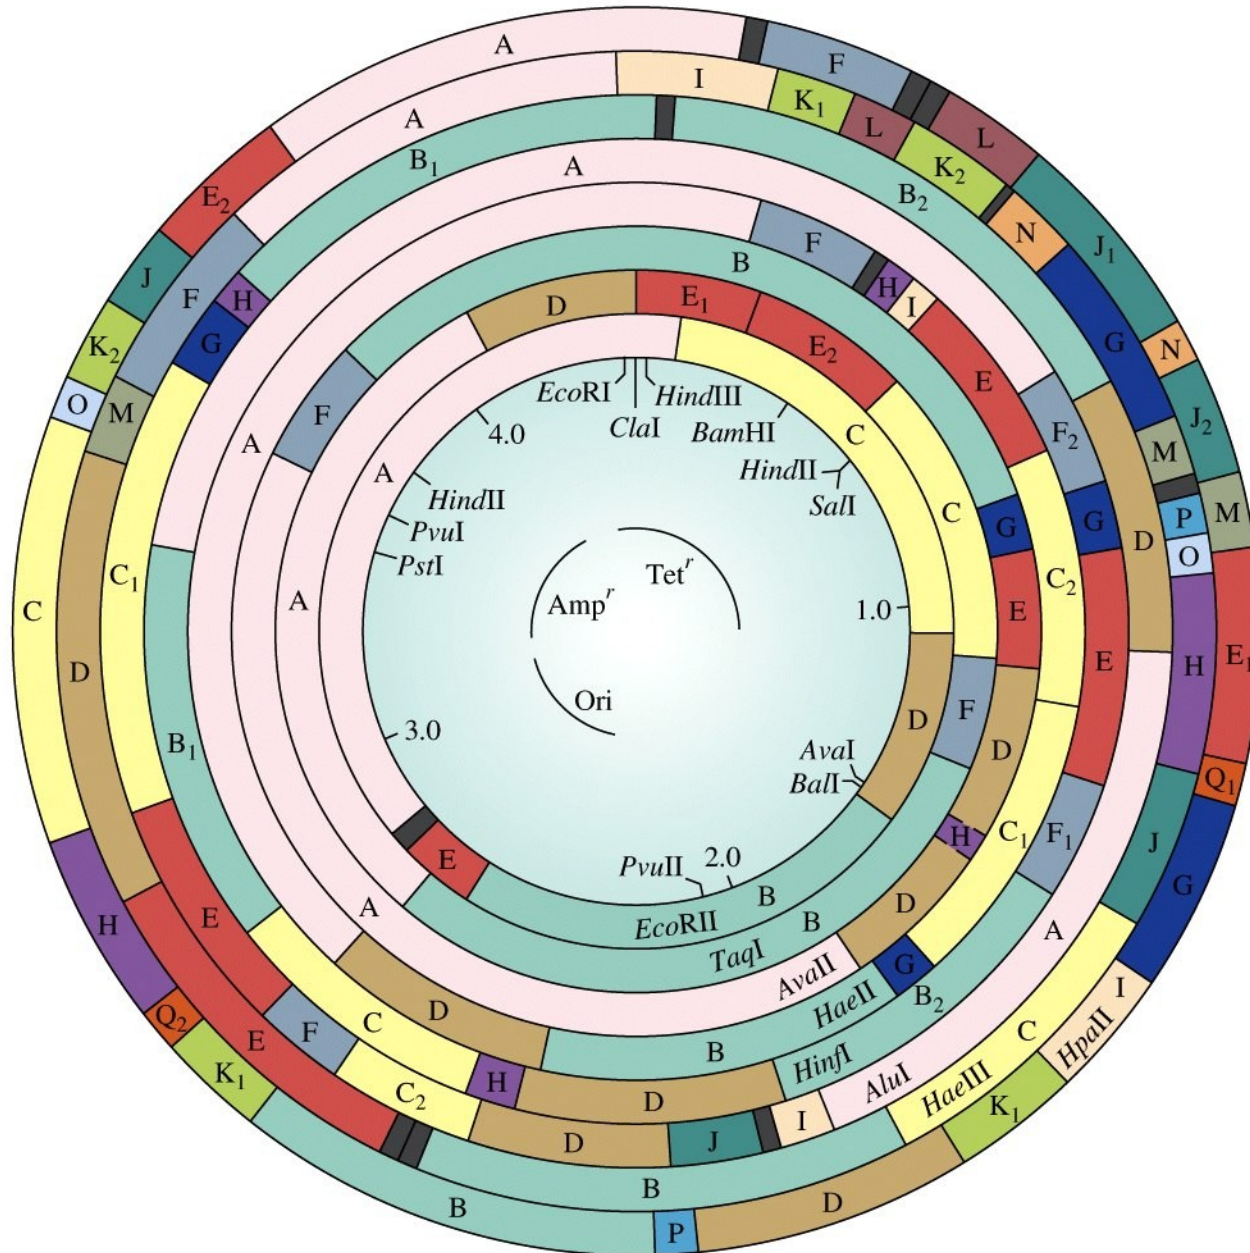 A
F
L
J₁
N
J₂
M
E₁
Q₁
G
I
HpaII
K₁
D
P
B
K₁
Q₂
H
C
O
K₂
J
E₂
A
I
K₁
L
K₂
N
G
M
P
O
H
J
C
HaeIII
B
E
D
M
F
B₁
B₂
D
A
AluI
I
J
D
C₂
F
E
C₁
G
H
A
F₂
G
E
F₁
B₂
HinfI
D
H
C
B₁
A
F
H
I
E
C₂
C₁
G
HaeII
B
D
A
B
G
E
D
H
D
AvaII
A
F
D
E₁
E₂
C
F
B
TaqI
A
C
D
B
EcoRII
E
A
EcoRI
ClaI
HindIII
BamHI
HindII
SalI
1.0
AvaI
BalI
2.0
PvuII
3.0
PstI
PvuI
HindII
4.0
Tetʳ
Ampʳ
Ori